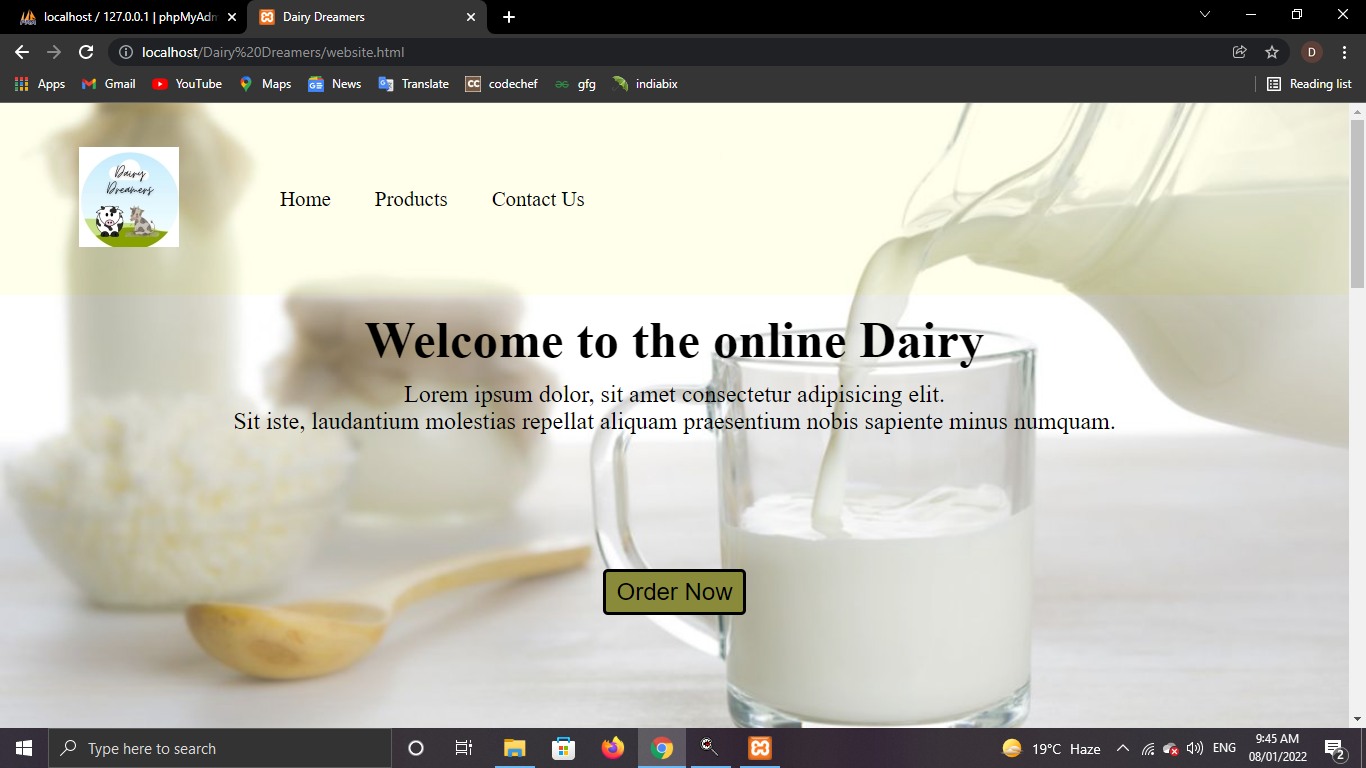 localhost / 127.0.0.1 | phpMyAdm
Dairy Dreamers
localhost/Dairy%20Dreamers/website.html
D
Apps
Gmail
YouTube
Maps
News
Translate
CC codechef
gfg
indiabix
Reading list
Dairy
Dreamers
Home
Products
Contact Us
Welcome to the online Dairy
Lorem ipsum dolor, sit amet consectetur adipisicing elit.
Sit iste, laudantium molestias repellat aliquam praesentium nobis sapiente minus numquam.
Order Now
Type here to search
19°C Haze
ENG
9:45 AM
08/01/2022
2